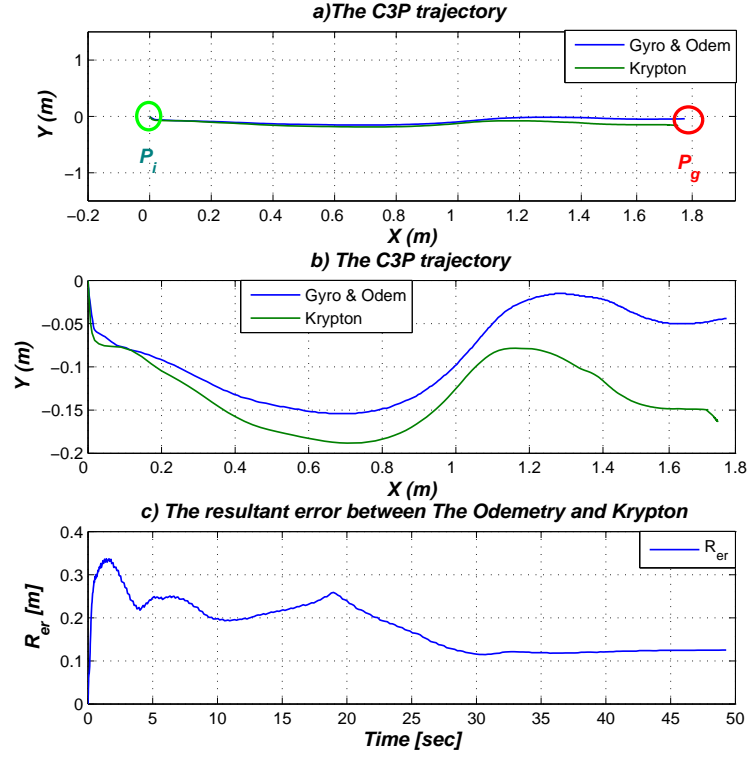 a)The C3P trajectory
Gyro & Odem
Krypton
Y (m)
1
0
−1
P_i
P_g
−0.2 0 0.2 0.4 0.6 0.8 1 1.2 1.4 1.6 1.8
X (m)
b) The C3P trajectory
Gyro & Odem
Krypton
Y (m)
0
−0.05
−0.1
−0.15
−0.2
0 0.2 0.4 0.6 0.8 1 1.2 1.4 1.6 1.8
X (m)
c) The resultant error between The Odemetry and Krypton
R_er
R_er [m]
0.4
0.3
0.2
0.1
0
0 5 10 15 20 25 30 35 40 45 50
Time [sec]